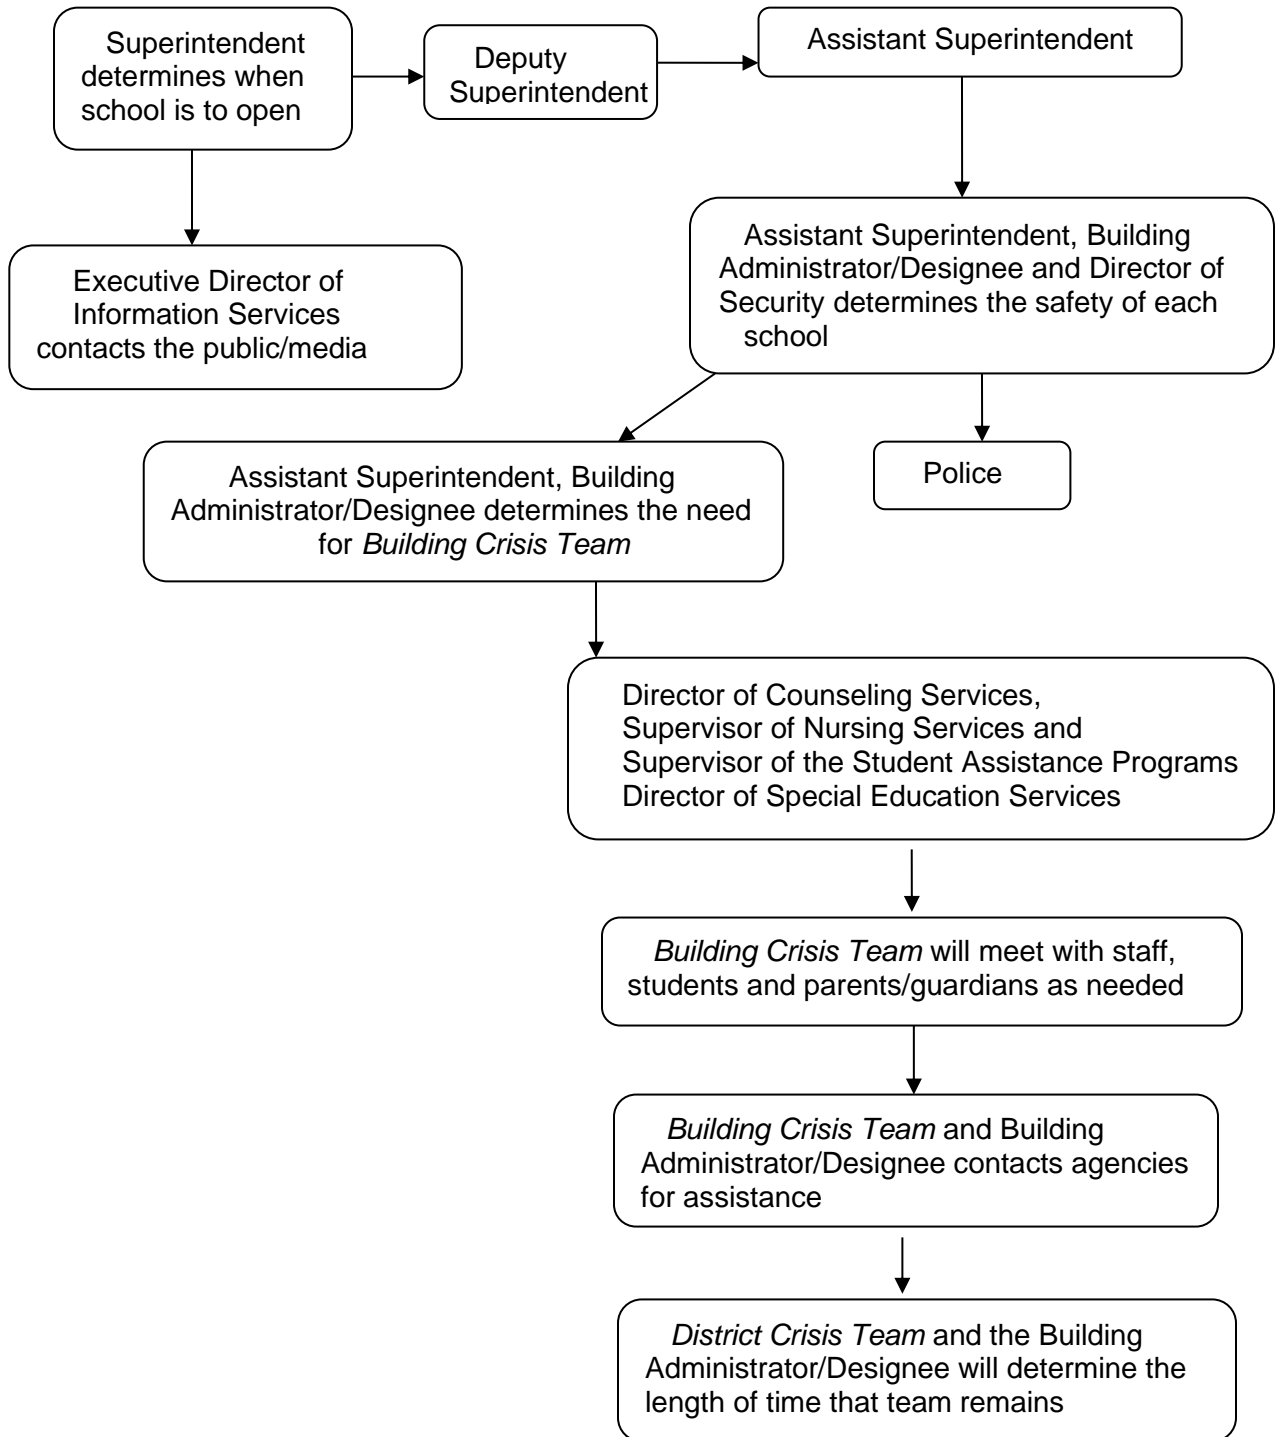 Superintendent
determines when
school is to open
Deputy
Superintendent
Assistant Superintendent
Executive Director of
Information Services
contacts the public/media
Assistant Superintendent, Building
Administrator/Designee and Director of
Security determines the safety of each
school
Assistant Superintendent, Building
Administrator/Designee determines the need
for Building Crisis Team
Police
Director of Counseling Services,
Supervisor of Nursing Services and
Supervisor of the Student Assistance Programs
Director of Special Education Services
Building Crisis Team will meet with staff,
students and parents/guardians as needed
Building Crisis Team and Building
Administrator/Designee contacts agencies
for assistance
District Crisis Team and the Building
Administrator/Designee will determine the
length of time that team remains